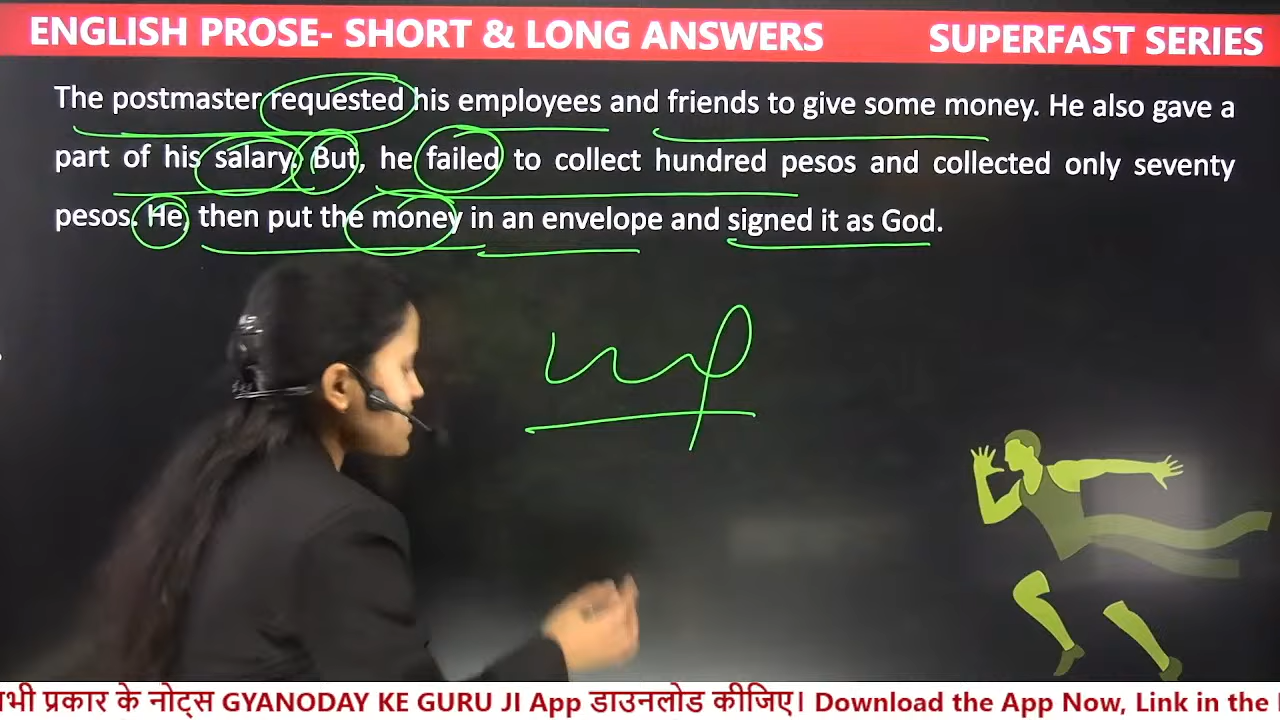 ENGLISH PROSE- SHORT & LONG ANSWERS SUPERFAST SERIES
The postmaster requested his employees and friends to give some money. He also gave a
part of his salary. But, he failed to collect hundred pesos and collected only seventy
pesos. He, then put the money in an envelope and signed it as God.
प्रकार के नोट्स GYANODAY KE GURU JI App डाउनलोड कीजिए। Download the App Now, Link in the